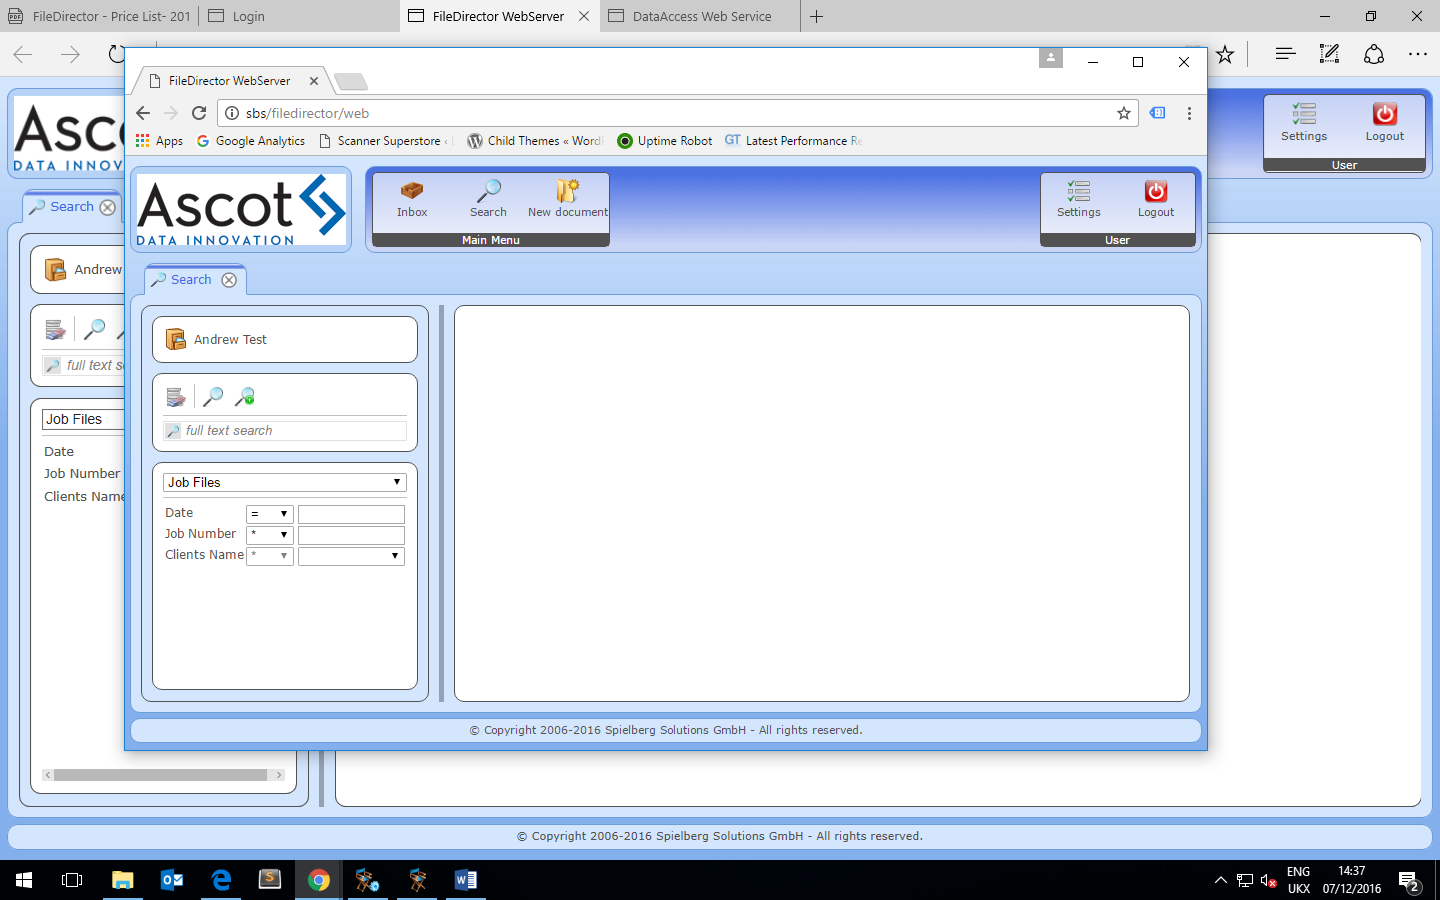 FileDirector - Price List- 201
Login
FileDirector WebServer
DataAccess Web Service
FileDirector WebServer
sbs/filedirector/web
Apps
Google Analytics
Scanner Superstore ‹
Child Themes « Word
Uptime Robot
GT Latest Performance Re
Asc
DATA INNO
Settings
Logout
User
Search
Andrew
full text se
Job Files
Date
Job Number
Clients Name
Ascot
DATA INNOVATION
Inbox
Search
New document
Main Menu
Settings
Logout
User
Search
Andrew Test
full text search
Job Files
Date
=
Job Number
*
Clients Name
*
© Copyright 2006-2016 Spielberg Solutions GmbH - All rights reserved.
© Copyright 2006-2016 Spielberg Solutions GmbH - All rights reserved.
ENG
UKX
14:37
07/12/2016
2